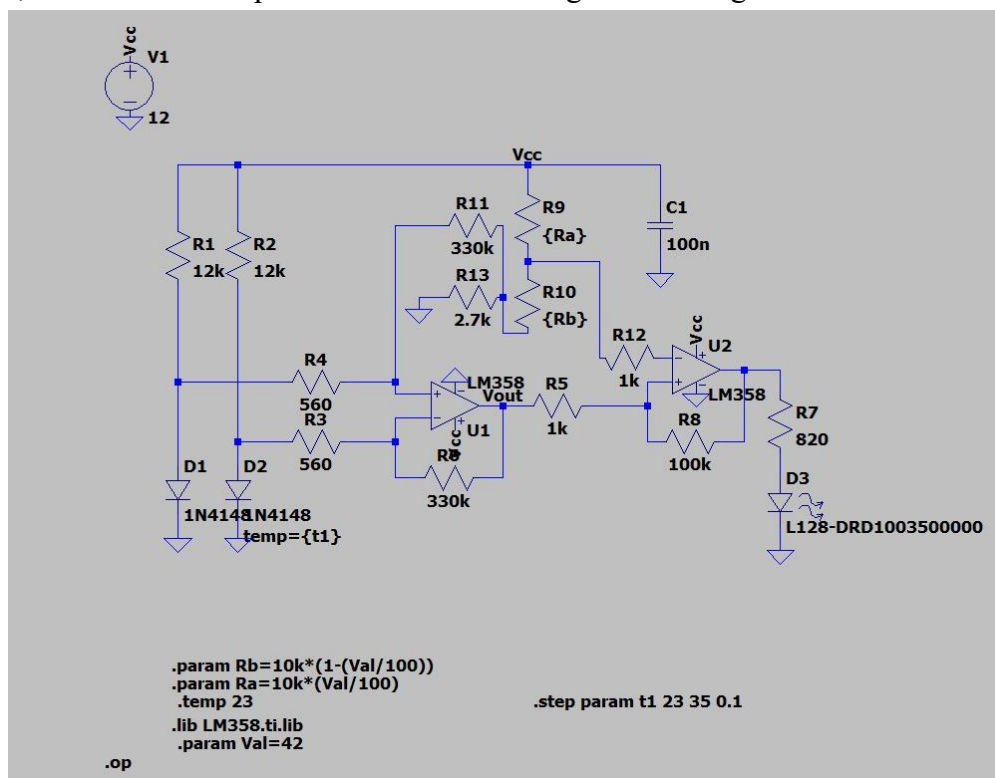 Vcc
V1
12
Vcc
R11
330k
R9
{Ra}
C1
100n
R1
12k
R2
12k
R13
2.7k
R10
{Rb}
R12
1k
Vcc
U2
LM358
R4
560
LM358
Vout
U1
Vcc
R5
1k
R3
560
R6
330k
R8
100k
R7
820
D1
1N4148
D2
1N4148
temp={t1}
D3
L128-DRD1003500000
.param Rb=10k*(1-(Val/100))
.param Ra=10k*(Val/100)
.temp 23
.step param t1 23 35 0.1
.lib LM358.ti.lib
.param Val=42
.op